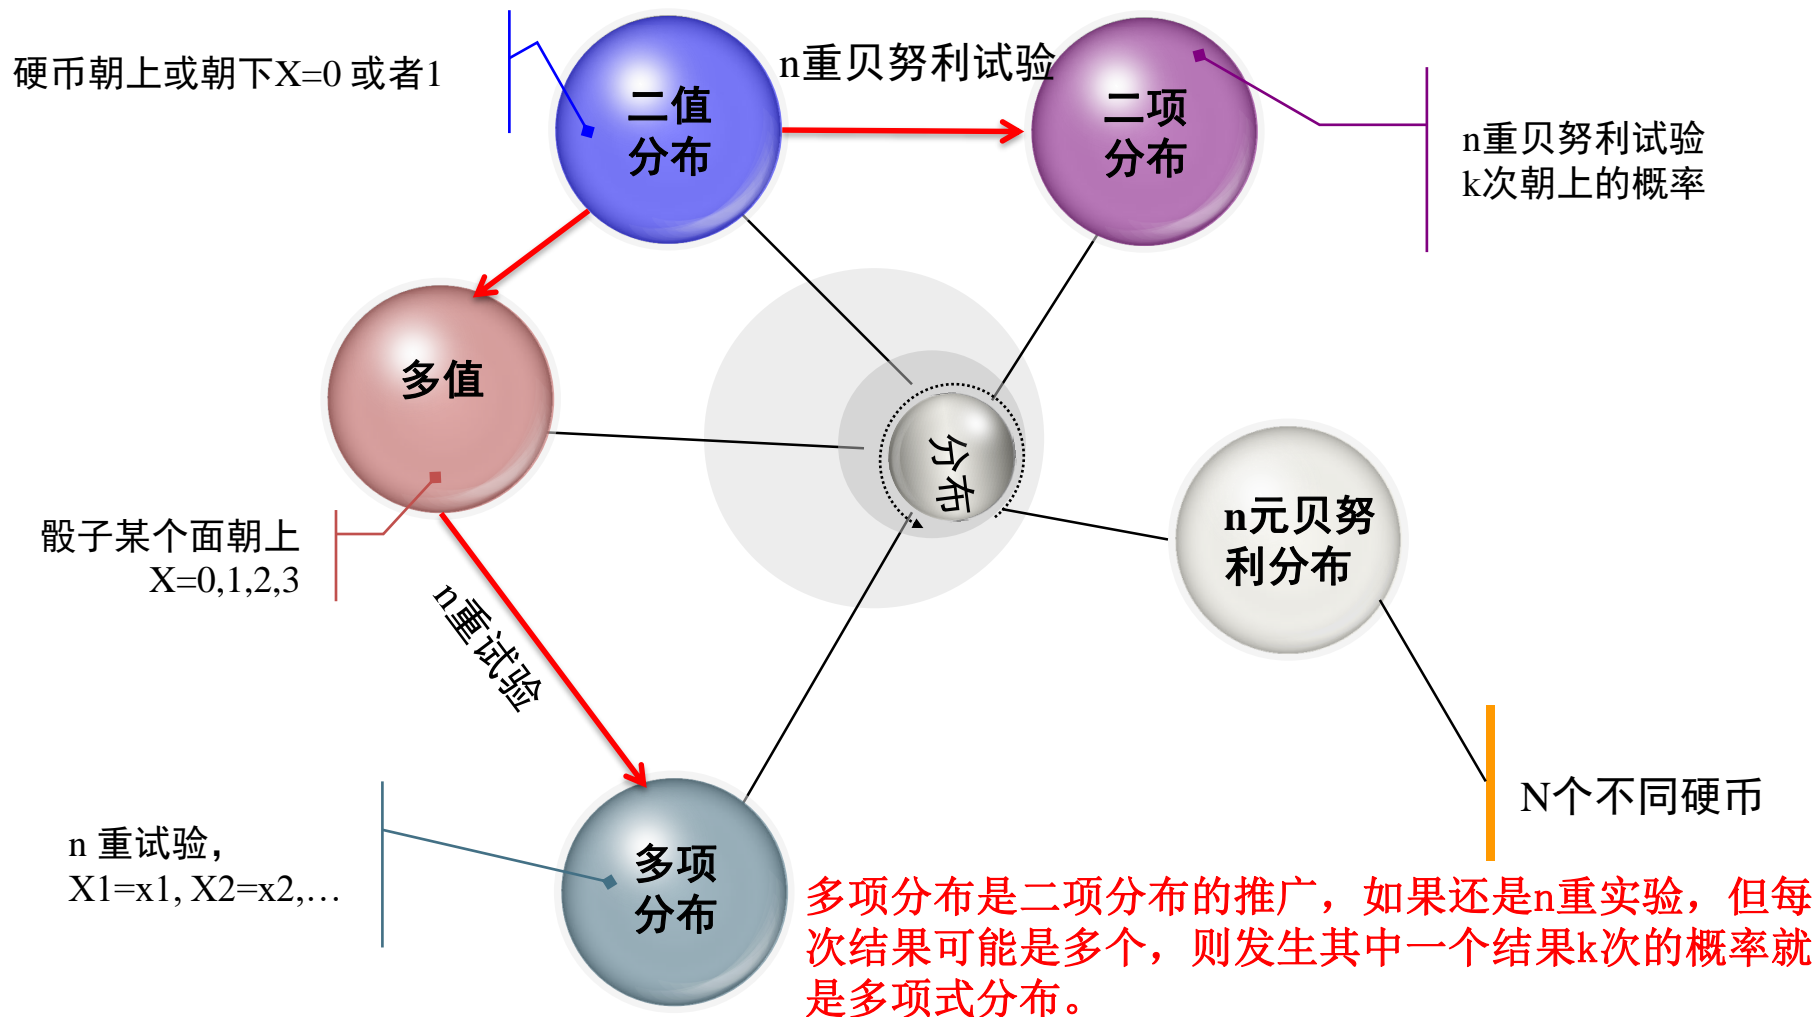 硬币朝上或朝下X=0 或者1
二值
分布
n重贝努利试验
二项
分布
n重贝努利试验
k次朝上的概率
多值
分布
n元贝努
利分布
骰子某个面朝上
X=0,1,2,3
n重试验
N个不同硬币
n 重试验，
X1=x1, X2=x2,…
多项
分布
多项分布是二项分布的推广，如果还是n重实验，但每
次结果可能是多个，则发生其中一个结果k次的概率就
是多项式分布。